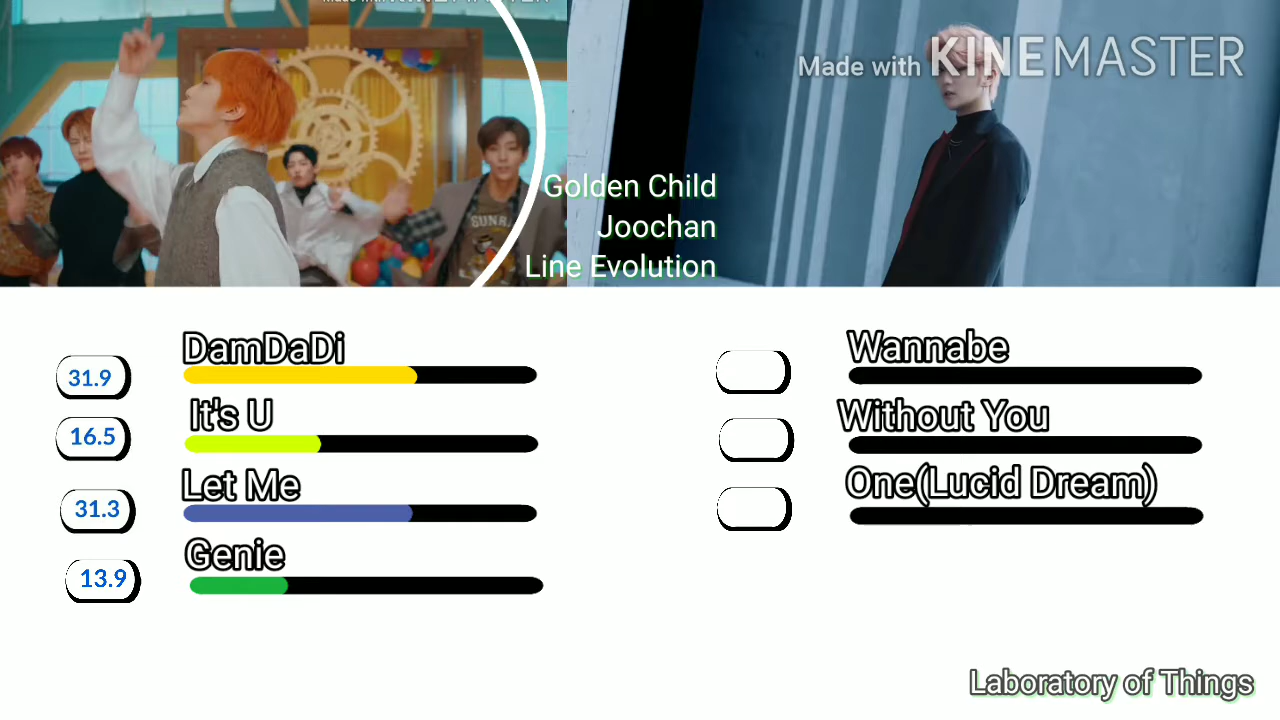 Made with KINEMASTER
Golden Child
Joochan
Line Evolution
DamDaDi
31.9
It's U
16.5
Let Me
31.3
Genie
13.9
Wannabe
Without You
One(Lucid Dream)
Laboratory of Things